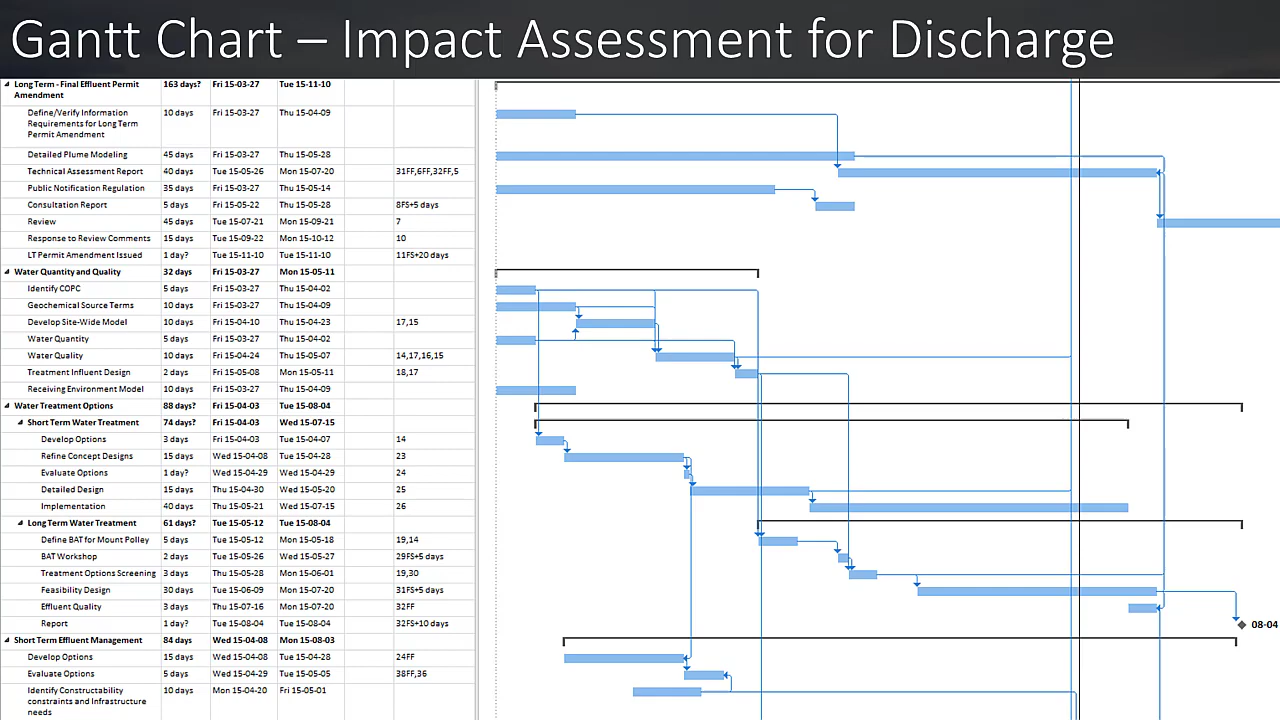 Gantt Chart – Impact Assessment for Discharge
Long Term - Final Effluent Permit 163 days? Fri 15-03-27 Tue 15-11-10
Amendment
Define/Verify Information 10 days Fri 15-03-27 Thu 15-04-09
Requirements for Long Term
Permit Amendment
Detailed Plume Modeling 45 days Fri 15-03-27 Thu 15-05-28
Technical Assessment Report 40 days Tue 15-05-26 Mon 15-07-20 31FF,6FF,32FF,5
Public Notification Regulation 35 days Fri 15-03-27 Thu 15-05-14
Consultation Report 5 days Fri 15-05-22 Thu 15-05-28 8FS+5 days
Review 45 days Tue 15-07-21 Mon 15-09-21 7
Response to Review Comments 15 days Tue 15-09-22 Mon 15-10-12 10
LT Permit Amendment Issued 1 day? Tue 15-11-10 Tue 15-11-10 11FS+20 days
Water Quantity and Quality 32 days Fri 15-03-27 Mon 15-05-11
Identify COPC 5 days Fri 15-03-27 Thu 15-04-02
Geochemical Source Terms 10 days Fri 15-03-27 Thu 15-04-09
Develop Site-Wide Model 10 days Fri 15-04-10 Thu 15-04-23 17,15
Water Quantity 5 days Fri 15-03-27 Thu 15-04-02
Water Quality 10 days Fri 15-04-24 Thu 15-05-07 14,17,16,15
Treatment Influent Design 2 days Fri 15-05-08 Mon 15-05-11 18,17
Receiving Environment Model 10 days Fri 15-03-27 Thu 15-04-09
Water Treatment Options 88 days? Fri 15-04-03 Tue 15-08-04
Short Term Water Treatment 74 days? Fri 15-04-03 Wed 15-07-15
Develop Options 3 days Fri 15-04-03 Tue 15-04-07 14
Refine Concept Designs 15 days Wed 15-04-08 Tue 15-04-28 23
Evaluate Options 1 day? Wed 15-04-29 Wed 15-04-29 24
Detailed Design 15 days Thu 15-04-30 Wed 15-05-20 25
Implementation 40 days Thu 15-05-21 Wed 15-07-15 26
Long Term Water Treatment 61 days? Tue 15-05-12 Tue 15-08-04
Define BAT for Mount Polley 5 days Tue 15-05-12 Mon 15-05-18 19,14
BAT Workshop 2 days Tue 15-05-26 Wed 15-05-27 29FS+5 days
Treatment Options Screening 3 days Thu 15-05-28 Mon 15-06-01 19,30
Feasibility Design 30 days Tue 15-06-09 Mon 15-07-20 31FS+5 days
Effluent Quality 3 days Thu 15-07-16 Mon 15-07-20 32FF
Report 1 day? Tue 15-08-04 Tue 15-08-04 32FS+10 days 08-04
Short Term Effluent Management 84 days Wed 15-04-08 Mon 15-08-03
Develop Options 15 days Wed 15-04-08 Tue 15-04-28 24FF
Evaluate Options 5 days Wed 15-04-29 Tue 15-05-05 38FF,36
Identify Constructability 10 days Mon 15-04-20 Fri 15-05-01
constraints and Infrastructure
needs